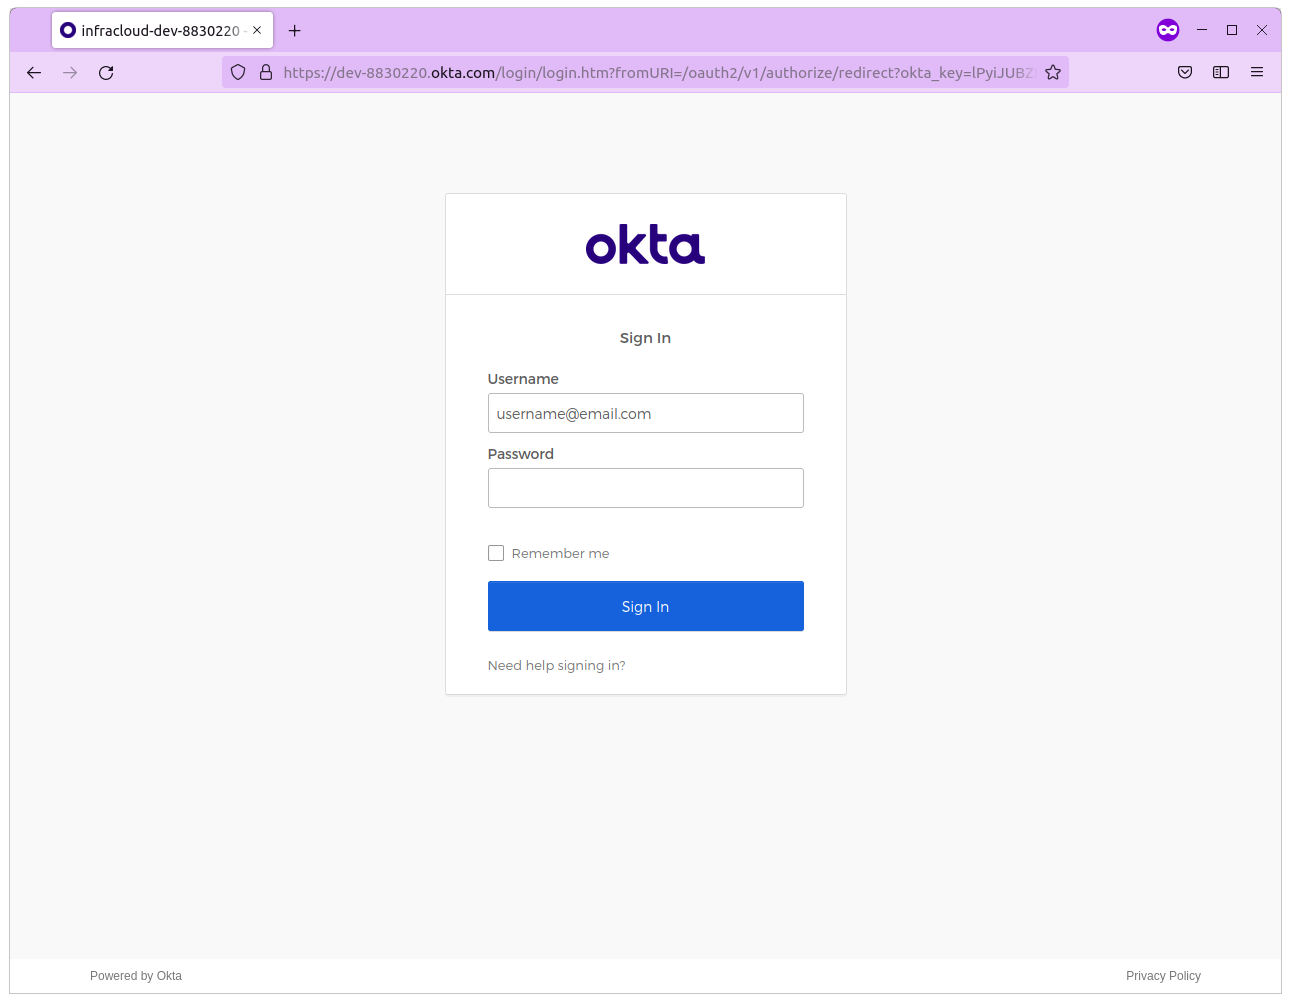 infracloud-dev-8830220 -
https://dev-8830220.okta.com/login/login.htm?fromURI=/oauth2/v1/authorize/redirect?okta_key=lPyiJUBZ
okta
Sign In
Username
username@email.com
Password
Remember me
Sign In
Need help signing in?
Powered by Okta
Privacy Policy